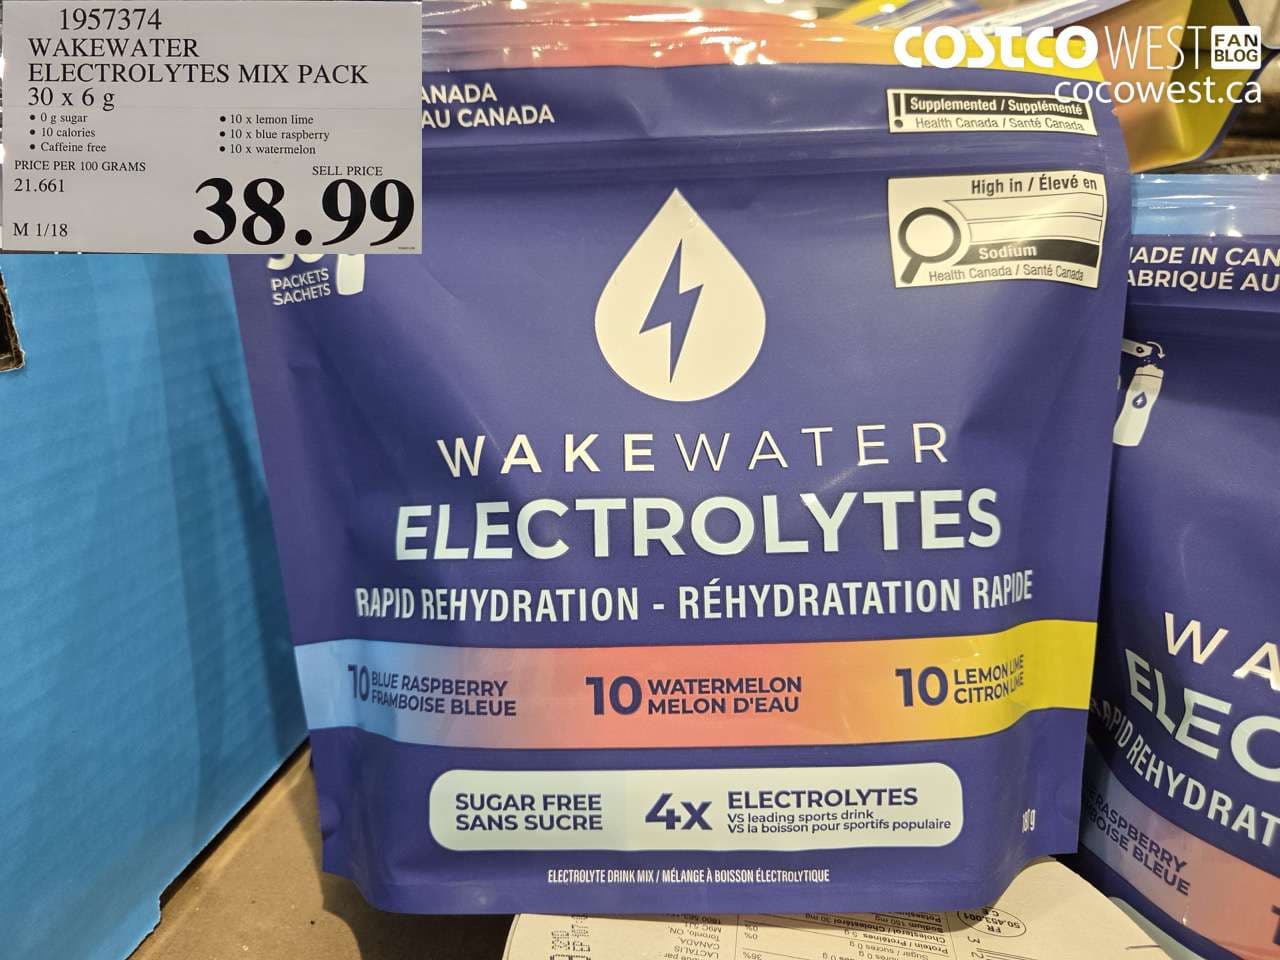 1957374
WAKEWATER
ELECTROLYTES MIX PACK
30 x 6 g
• 0 g sugar
• 10 calories
• Caffeine free
• 10 x lemon lime
• 10 x blue raspberry
• 10 x watermelon
PRICE PER 100 GRAMS
21.661
SELL PRICE
38.99
M 1/18
COSTCO WEST FAN BLOG
cocowest.ca
ANADA
AU CANADA
Supplemented / Supplémenté
Health Canada / Santé Canada
High in / Élevé en
Sodium
Health Canada / Santé Canada
PACKETS
SACHETS
WAKEWATER
ELECTROLYTES
RAPID REHYDRATION - RÉHYDRATATION RAPIDE
10 BLUE RASPBERRY
FRAMBOISE BLEUE
10 WATERMELON
MELON D'EAU
10 LEMON LIME
CITRON LIME
SUGAR FREE
SANS SUCRE
4x ELECTROLYTES
VS leading sports drink
VS la boisson pour sportifs populaire
180g
ELECTROLYTE DRINK MIX / MÉLANGE À BOISSON ÉLECTROLYTIQUE
ADE IN CAN
ABRIQUÉ AU
WA
ELEC
APID REHYDRAT
RASPBERRY
BOISE BLEUE